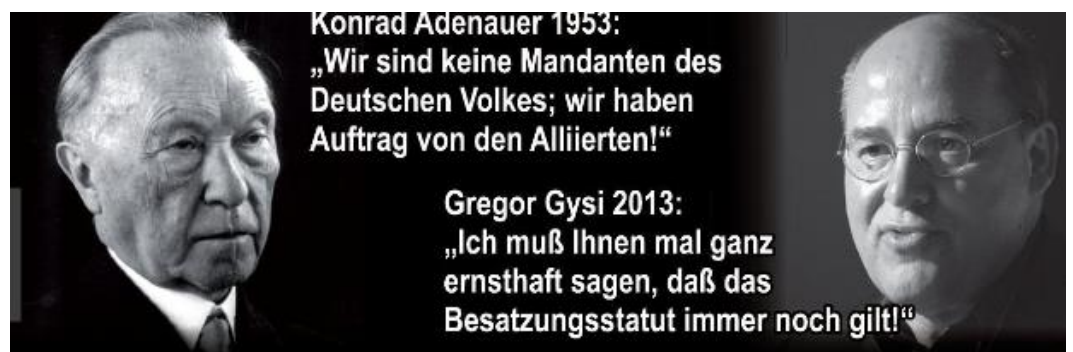 Konrad Adenauer 1953:
„Wir sind keine Mandanten des
Deutschen Volkes; wir haben
Auftrag von den Alliierten!“
Gregor Gysi 2013:
„Ich muß Ihnen mal ganz
ernsthaft sagen, daß das
Besatzungsstatut immer noch gilt!“